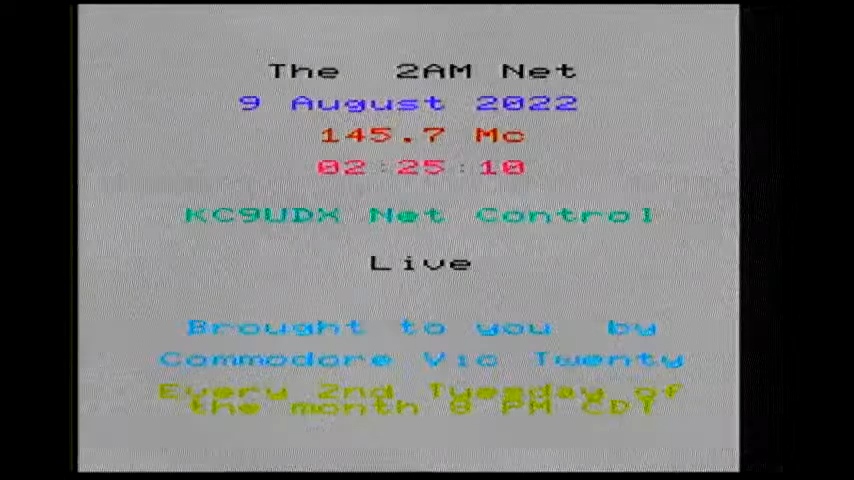 The 2AM Net
9 August 2022
145.7 Mc
02:25:10
KC9UDX Net Control
Live
Brought to you by
Commodore Vic Twenty
Every 2nd Tuesday of
the month 8 PM CDT